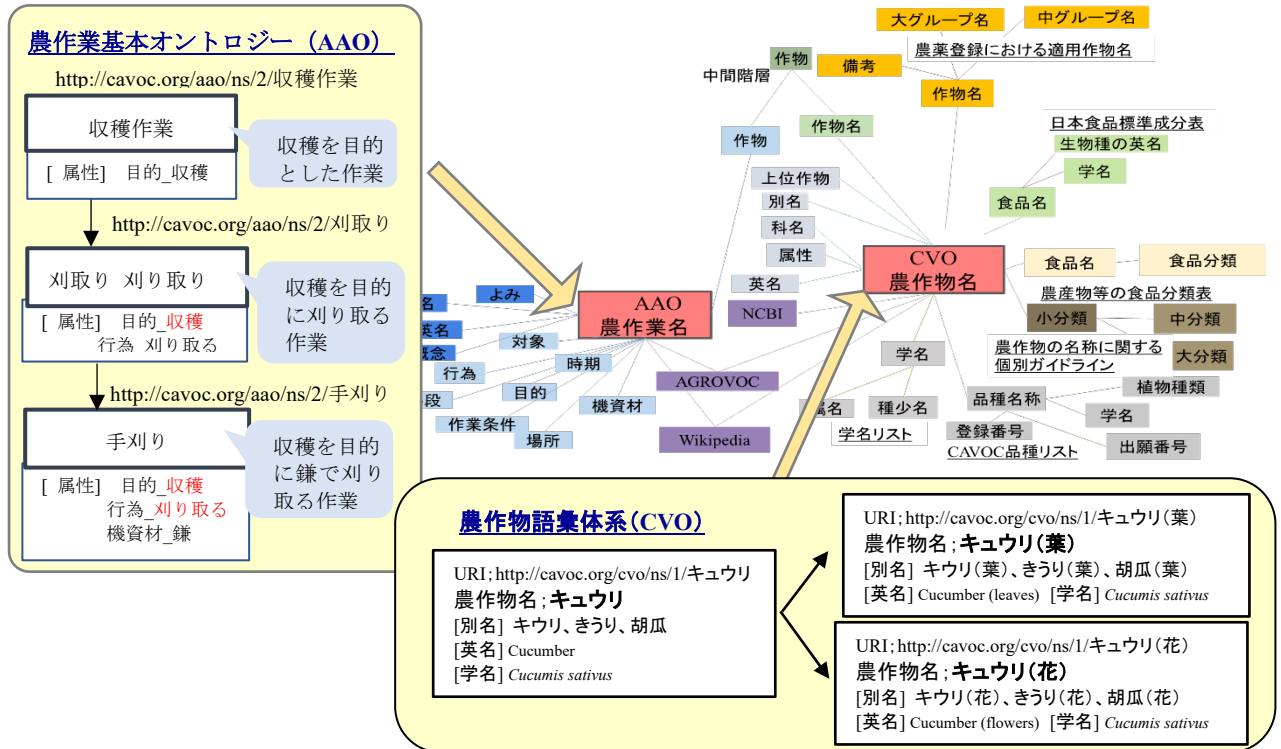 農作業基本オントロジー（AAO）
http://cavoc.org/aao/ns/2/収穫作業
収穫作業
[ 属性] 目的_収穫
収穫を目的
とした作業
http://cavoc.org/aao/ns/2/刈取り
刈取り 刈り取り
[ 属性] 目的_収穫
行為_刈り取る
収穫を目的
に刈り取る
作業
http://cavoc.org/aao/ns/2/手刈り
手刈り
[ 属性] 目的_収穫
行為_刈り取る
機資材_鎌
収穫を目的
に鎌で刈り
取る作業
大グループ名
中グループ名
農薬登録における適用作物名
備考
作物名
作物
中間階層
作物
作物名
日本食品標準成分表
生物種の英名
学名
食品名
上位作物
別名
科名
属性
英名
NCBI
CVO
農作物名
食品名
食品分類
農産物等の食品分類表
小分類
中分類
大分類
農作物の名称に関する
個別ガイドライン
よみ
名
英名
概念
AAO
農作業名
対象
行為
時期
段
目的
作業条件
場所
機資材
AGROVOC
Wikipedia
学名
属名
種少名
学名リスト
品種名称
植物種類
学名
登録番号
出願番号
CAVOC品種リスト
農作物語彙体系(CVO)
URI;http://cavoc.org/cvo/ns/1/キュウリ
農作物名；キュウリ
[別名] キウリ、きうり、胡瓜
[英名] Cucumber
[学名] Cucumis sativus
URI;http://cavoc.org/cvo/ns/1/キュウリ(葉)
農作物名；キュウリ(葉)
[別名] キウリ(葉)、きうり(葉)、胡瓜(葉)
[英名] Cucumber (leaves) [学名] Cucumis sativus
URI;http://cavoc.org/cvo/ns/1/キュウリ(花)
農作物名；キュウリ(花)
[別名] キウリ(花)、きうり(花)、胡瓜(花)
[英名] Cucumber (flowers) [学名] Cucumis sativus